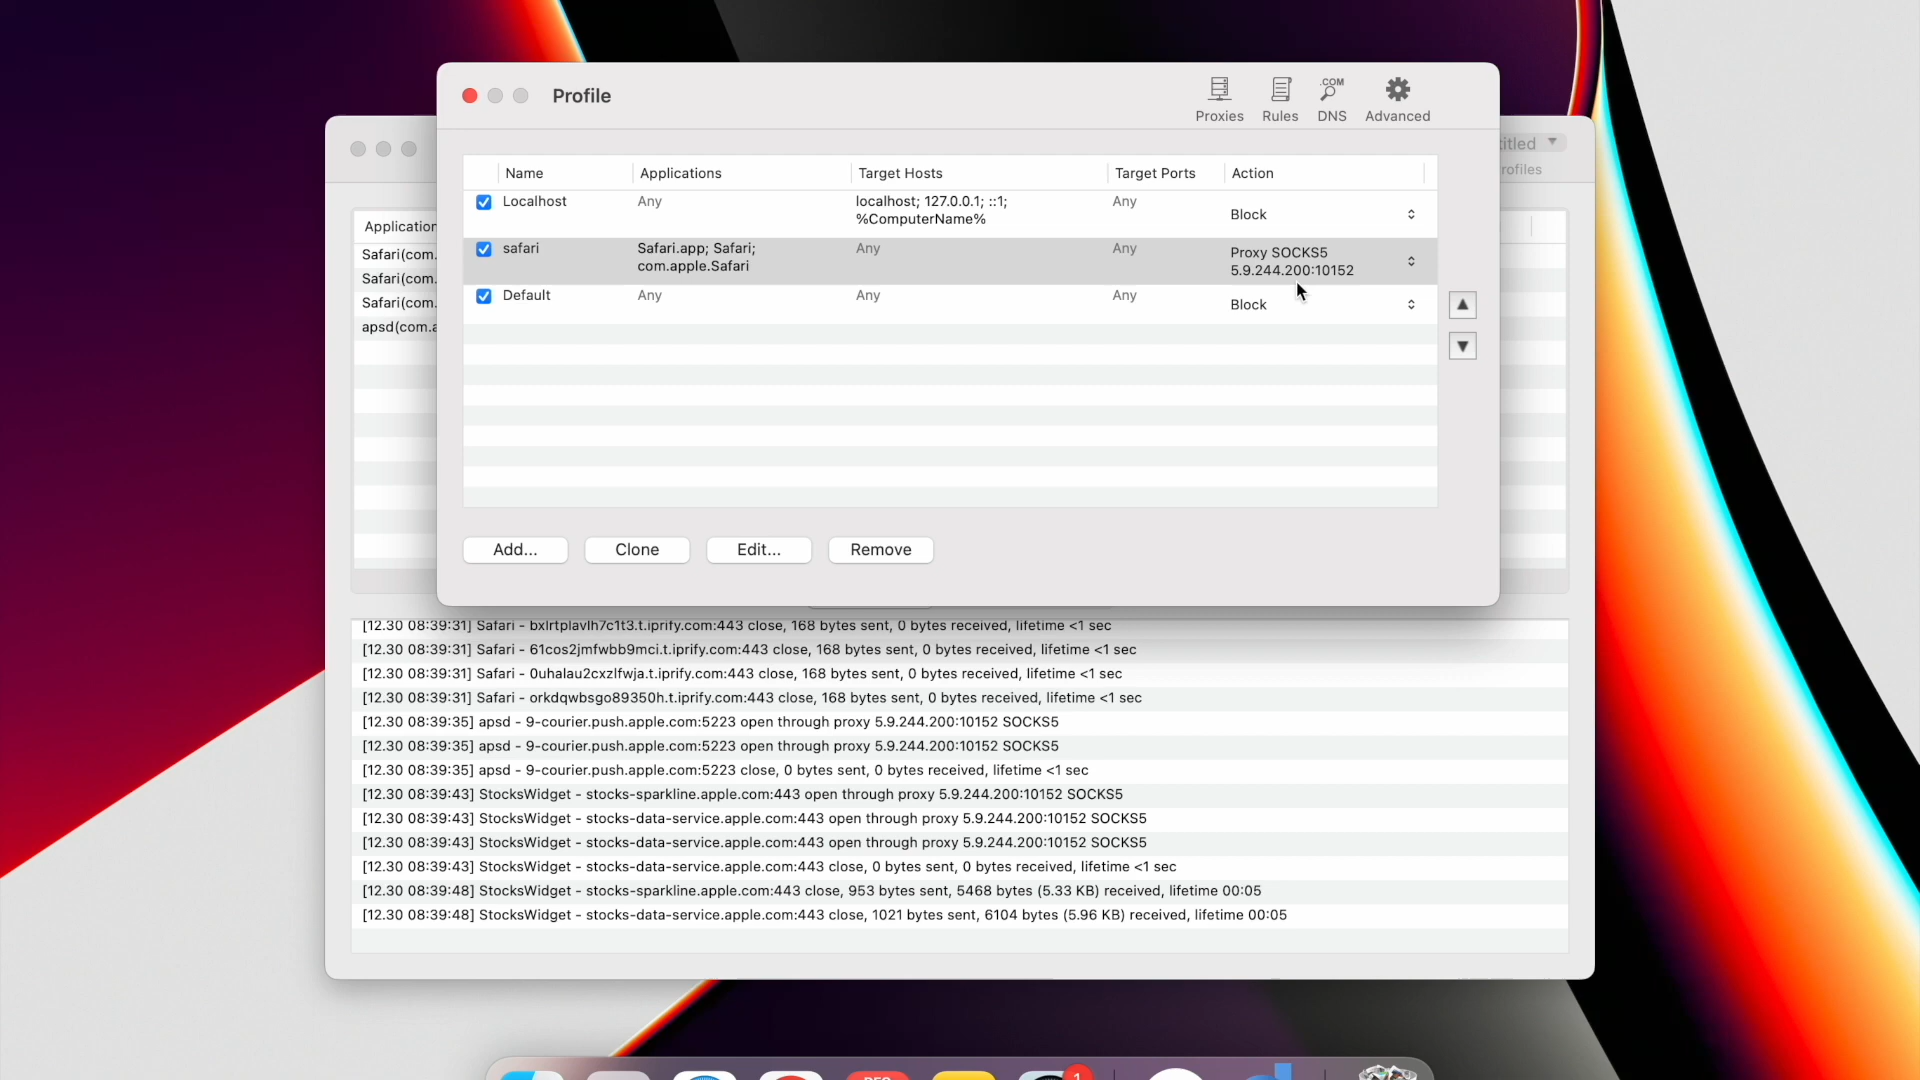 Profile
Proxies
Rules
.COM
DNS
Advanced
titled
rofiles
Name
Applications
Target Hosts
Target Ports
Action
Localhost
Any
localhost; 127.0.0.1; ::1;
%ComputerName%
Any
Block
safari
Safari.app; Safari;
com.apple.Safari
Any
Any
Proxy SOCKS5
5.9.244.200:10152
Default
Any
Any
Any
Block
Application
Safari(com.
Safari(com.
Safari(com.
apsd(com.a
Add...
Clone
Edit...
Remove
[12.30 08:39:31] Safari - bxlrtplavlh7c1t3.t.iprify.com:443 close, 168 bytes sent, 0 bytes received, lifetime <1 sec
[12.30 08:39:31] Safari - 61cos2jmfwbb9mci.t.iprify.com:443 close, 168 bytes sent, 0 bytes received, lifetime <1 sec
[12.30 08:39:31] Safari - 0uhalau2cxzlfwja.t.iprify.com:443 close, 168 bytes sent, 0 bytes received, lifetime <1 sec
[12.30 08:39:31] Safari - orkdqwbsgo89350h.t.iprify.com:443 close, 168 bytes sent, 0 bytes received, lifetime <1 sec
[12.30 08:39:35] apsd - 9-courier.push.apple.com:5223 open through proxy 5.9.244.200:10152 SOCKS5
[12.30 08:39:35] apsd - 9-courier.push.apple.com:5223 open through proxy 5.9.244.200:10152 SOCKS5
[12.30 08:39:35] apsd - 9-courier.push.apple.com:5223 close, 0 bytes sent, 0 bytes received, lifetime <1 sec
[12.30 08:39:43] StocksWidget - stocks-sparkline.apple.com:443 open through proxy 5.9.244.200:10152 SOCKS5
[12.30 08:39:43] StocksWidget - stocks-data-service.apple.com:443 open through proxy 5.9.244.200:10152 SOCKS5
[12.30 08:39:43] StocksWidget - stocks-data-service.apple.com:443 open through proxy 5.9.244.200:10152 SOCKS5
[12.30 08:39:43] StocksWidget - stocks-data-service.apple.com:443 close, 0 bytes sent, 0 bytes received, lifetime <1 sec
[12.30 08:39:48] StocksWidget - stocks-sparkline.apple.com:443 close, 953 bytes sent, 5468 bytes (5.33 KB) received, lifetime 00:05
[12.30 08:39:48] StocksWidget - stocks-data-service.apple.com:443 close, 1021 bytes sent, 6104 bytes (5.96 KB) received, lifetime 00:05
1